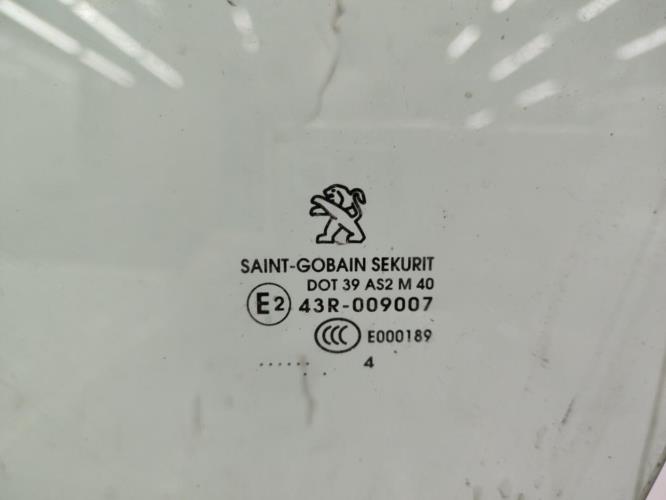 SAINT-GOBAIN SEKURIT
DOT 39 AS2 M 40
E2 43R-009007
CCC E000189
...... . 4